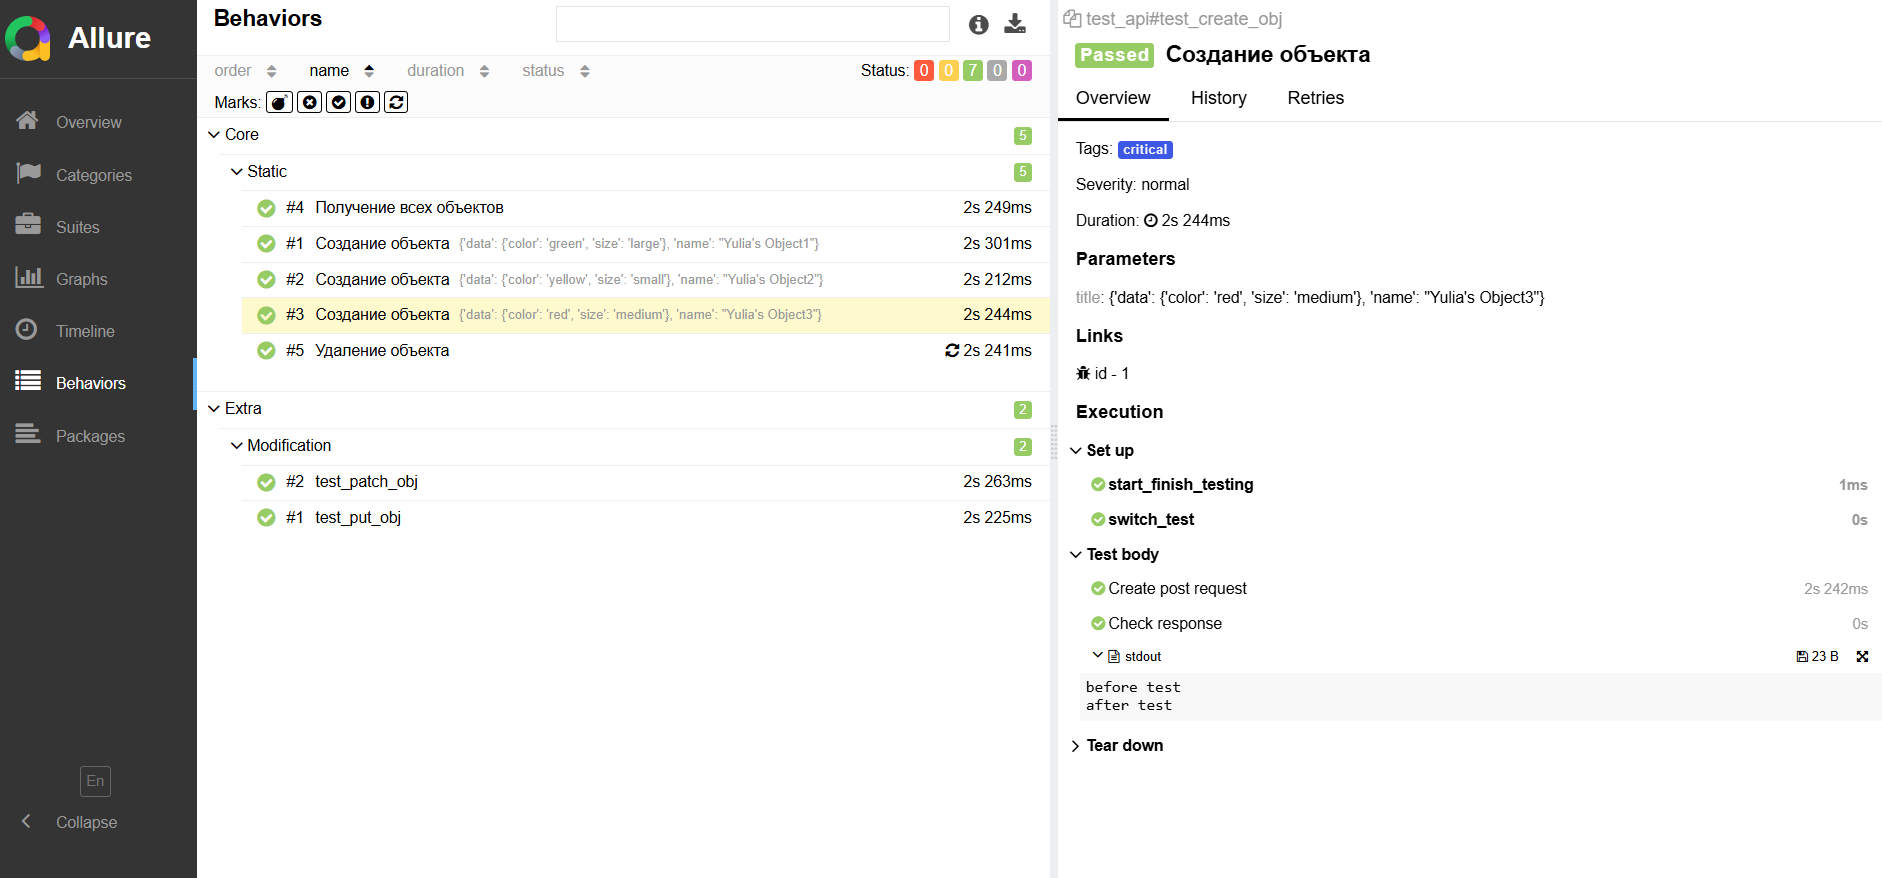 Allure
Overview
Categories
Suites
Graphs
Timeline
Behaviors
Packages
En
Collapse
Behaviors
order name duration status Status: 0 0 7 0 0
Marks:
Core 5
Static 5
#4 Получение всех объектов 2s 249ms
#1 Создание объекта {'data': {'color': 'green', 'size': 'large'}, 'name': "Yulia's Object1"} 2s 301ms
#2 Создание объекта {'data': {'color': 'yellow', 'size': 'small'}, 'name': "Yulia's Object2"} 2s 212ms
#3 Создание объекта {'data': {'color': 'red', 'size': 'medium'}, 'name': "Yulia's Object3"} 2s 244ms
#5 Удаление объекта 2s 241ms
Extra 2
Modification 2
#2 test_patch_obj 2s 263ms
#1 test_put_obj 2s 225ms
test_api#test_create_obj
Passed Создание объекта
Overview History Retries
Tags: critical
Severity: normal
Duration: 2s 244ms
Parameters
title: {'data': {'color': 'red', 'size': 'medium'}, 'name': "Yulia's Object3"}
Links
id - 1
Execution
Set up
start_finish_testing 1ms
switch_test 0s
Test body
Create post request 2s 242ms
Check response 0s
stdout 23 B
before test
after test
Tear down